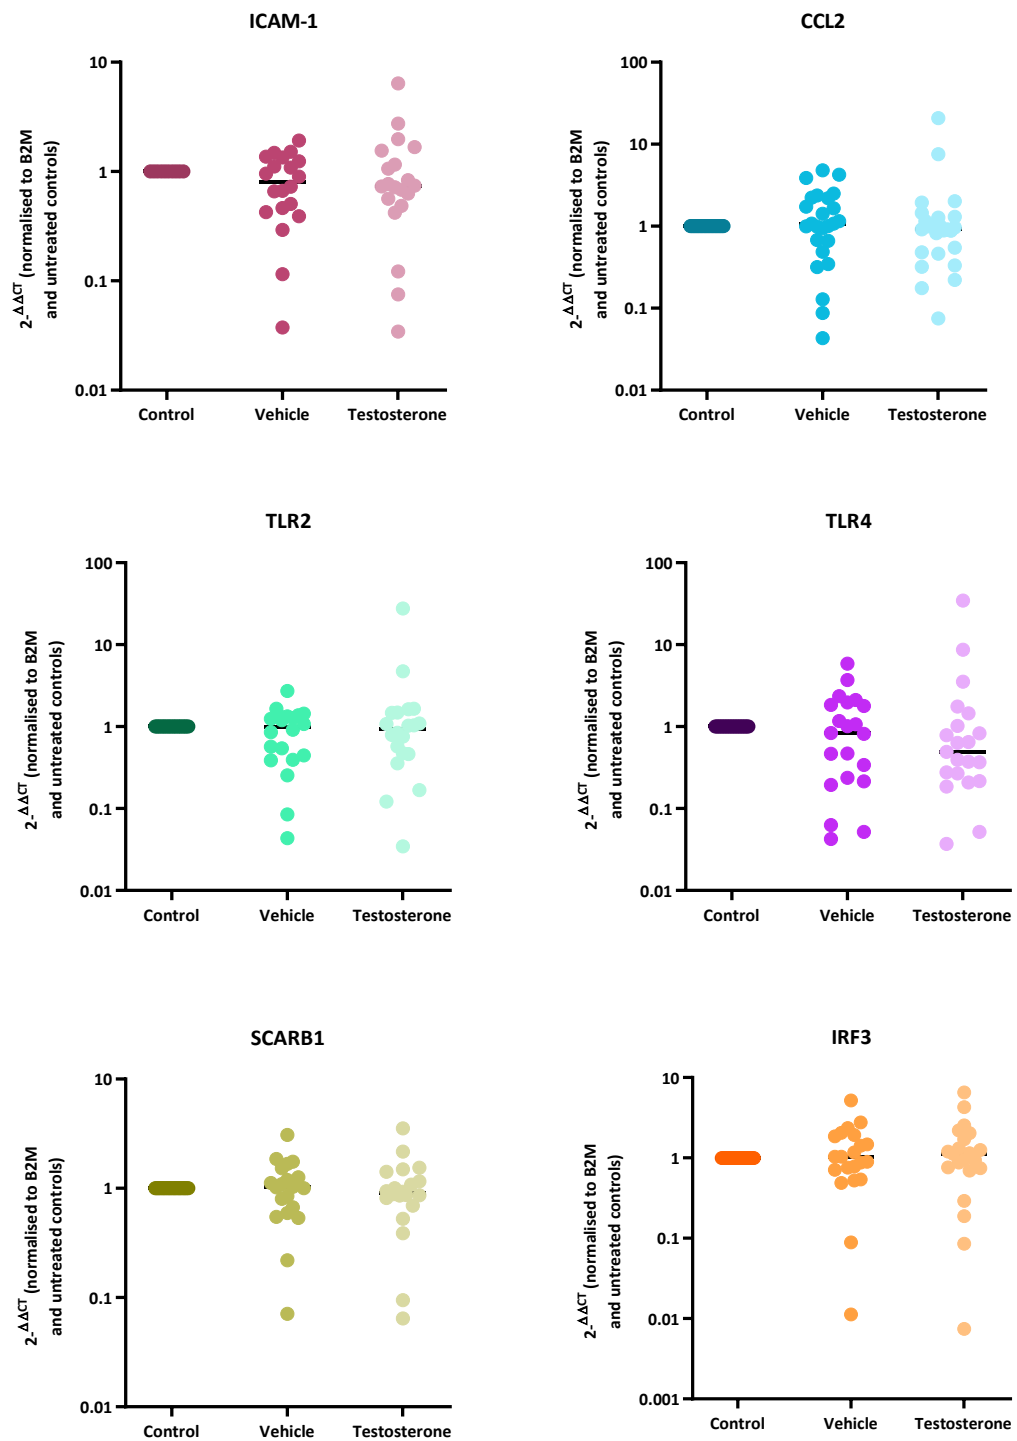 ICAM-1
2-ΔΔCT (normalised to B2M
and untreated controls)
10
1
0.1
0.01
Control Vehicle Testosterone
CCL2
2-ΔΔCT (normalised to B2M
and untreated controls)
100
10
1
0.1
0.01
Control Vehicle Testosterone
TLR2
2-ΔΔCT (normalised to B2M
and untreated controls)
100
10
1
0.1
0.01
Control Vehicle Testosterone
TLR4
2-ΔΔCT (normalised to B2M
and untreated controls)
100
10
1
0.1
0.01
Control Vehicle Testosterone
SCARB1
2-ΔΔCT (normalised to B2M
and untreated controls)
10
1
0.1
0.01
Control Vehicle Testosterone
IRF3
2-ΔΔCT (normalised to B2M
and untreated controls)
10
1
0.1
0.01
0.001
Control Vehicle Testosterone